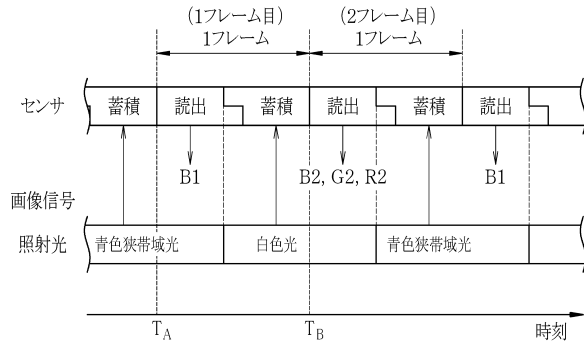 (1フレーム目) (2フレーム目)
1フレーム 1フレーム
センサ 蓄積 読出 蓄積 読出 蓄積 読出
B1 B2, G2, R2 B1
画像信号
照射光 青色狭帯域光 白色光 青色狭帯域光
TA TB 時刻